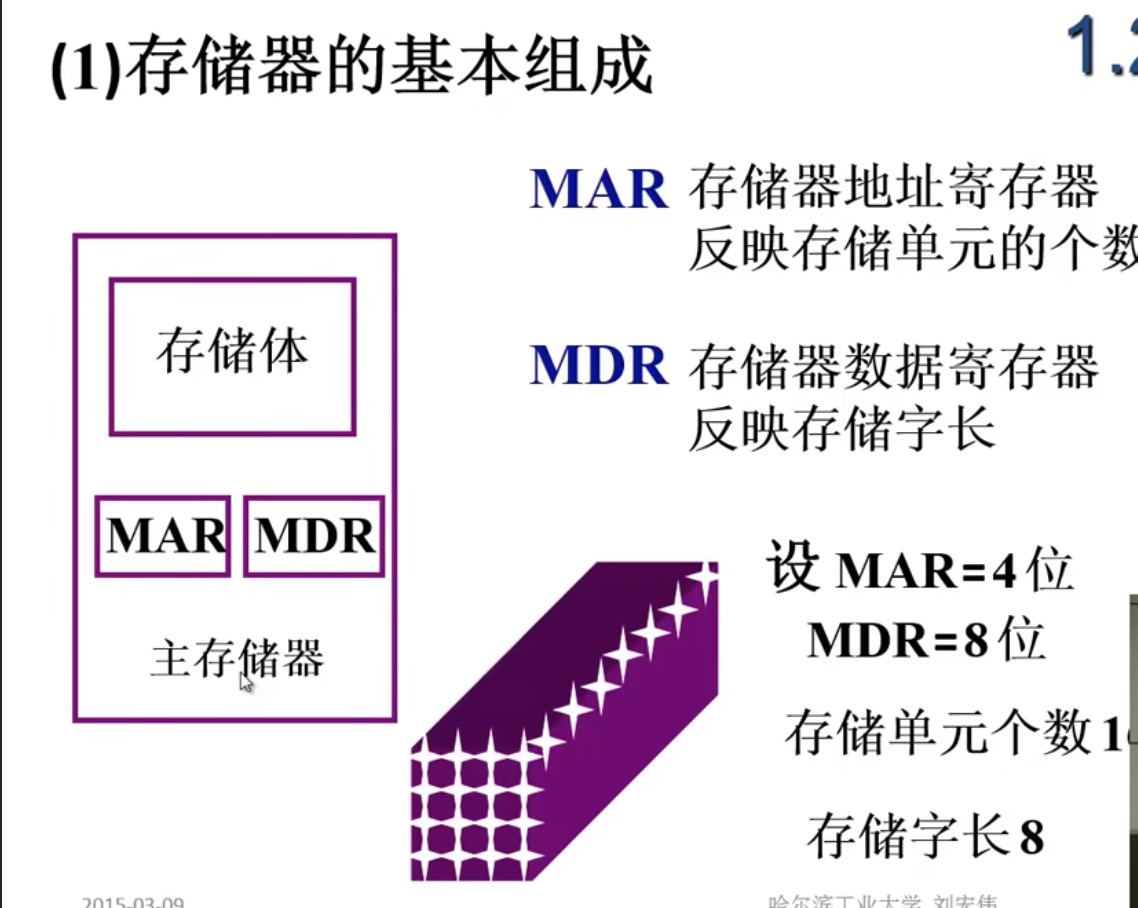 (1)存储器的基本组成
MAR 存储器地址寄存器
反映存储单元的个数
存储体
MDR 存储器数据寄存器
反映存储字长
MAR MDR
主存储器
设 MAR=4 位
MDR=8 位
存储单元个数
存储字长 8
2015-03-09
哈尔滨工业大学 刘宏伟